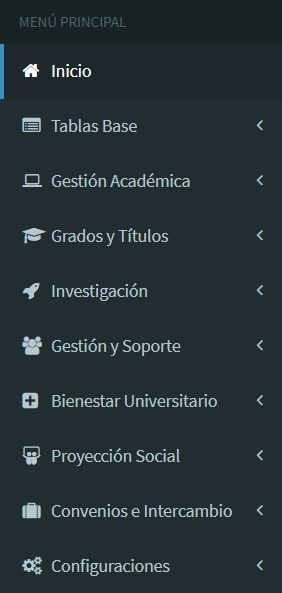 MENÚ PRINCIPAL
Inicio
Tablas Base
Gestión Académica
Grados y Títulos
Investigación
Gestión y Soporte
Bienestar Universitario
Proyección Social
Convenios e Intercambio
Configuraciones